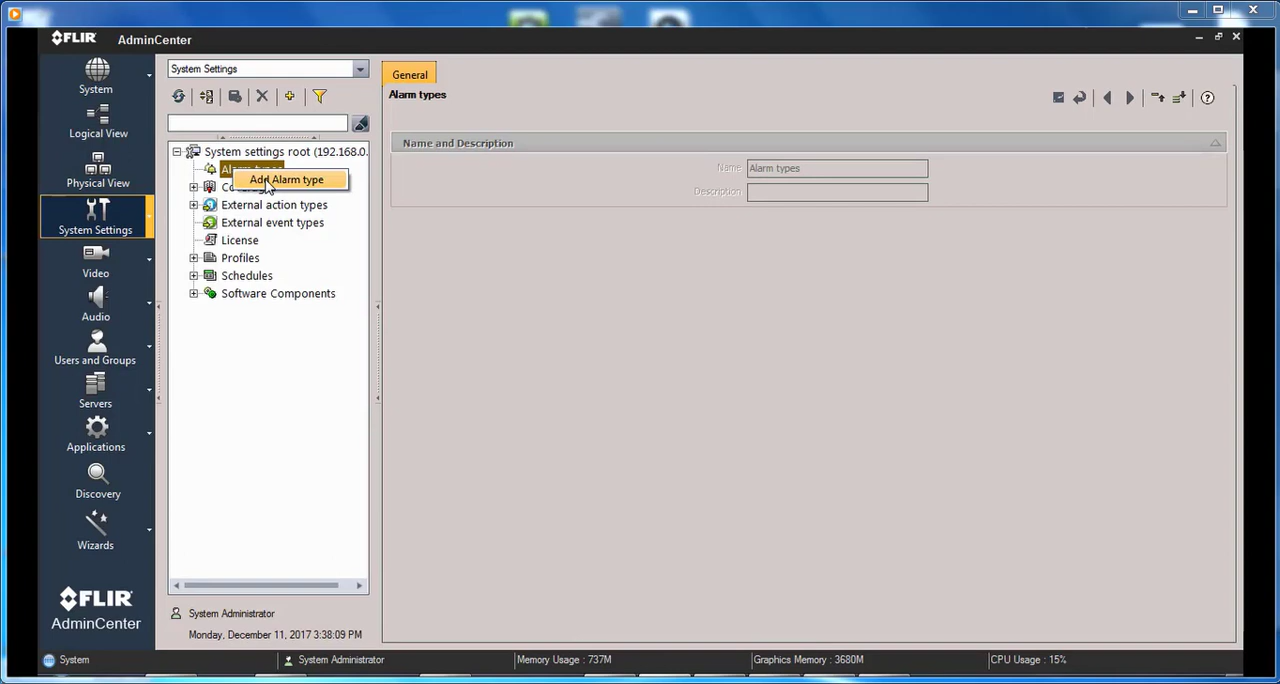 FLIR AdminCenter
System
Logical View
Physical View
System Settings
Video
Audio
Users and Groups
Servers
Applications
Discovery
Wizards
FLIR
AdminCenter
System Settings
System settings root (192.168.0.
Add Alarm type
External action types
External event types
License
Profiles
Schedules
Software Components
System Administrator
Monday, December 11, 2017 3:38:09 PM
General
Alarm types
Name and Description
Name Alarm types
Description
System
System Administrator
Memory Usage : 737M
Graphics Memory : 3680M
CPU Usage : 15%